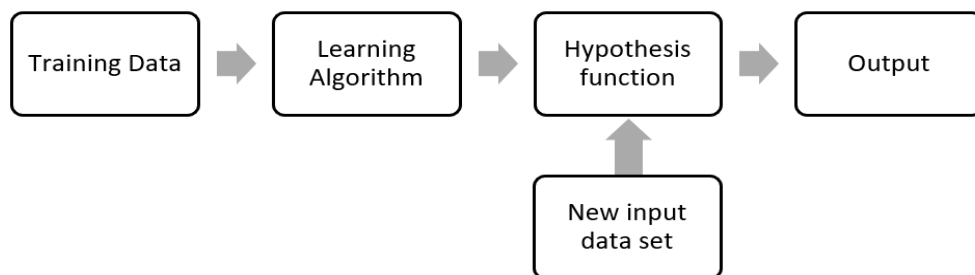 Training Data
Learning
Algorithm
Hypothesis
function
Output
New input
data set